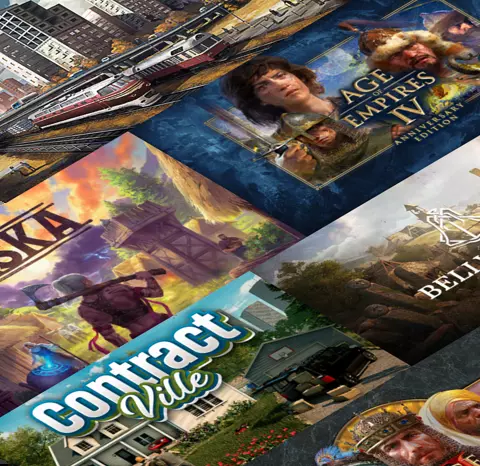 AGE
OF
EMPIRES
IV
ANNIVERSARY
EDITION
SKA
BELL
Contract
Ville